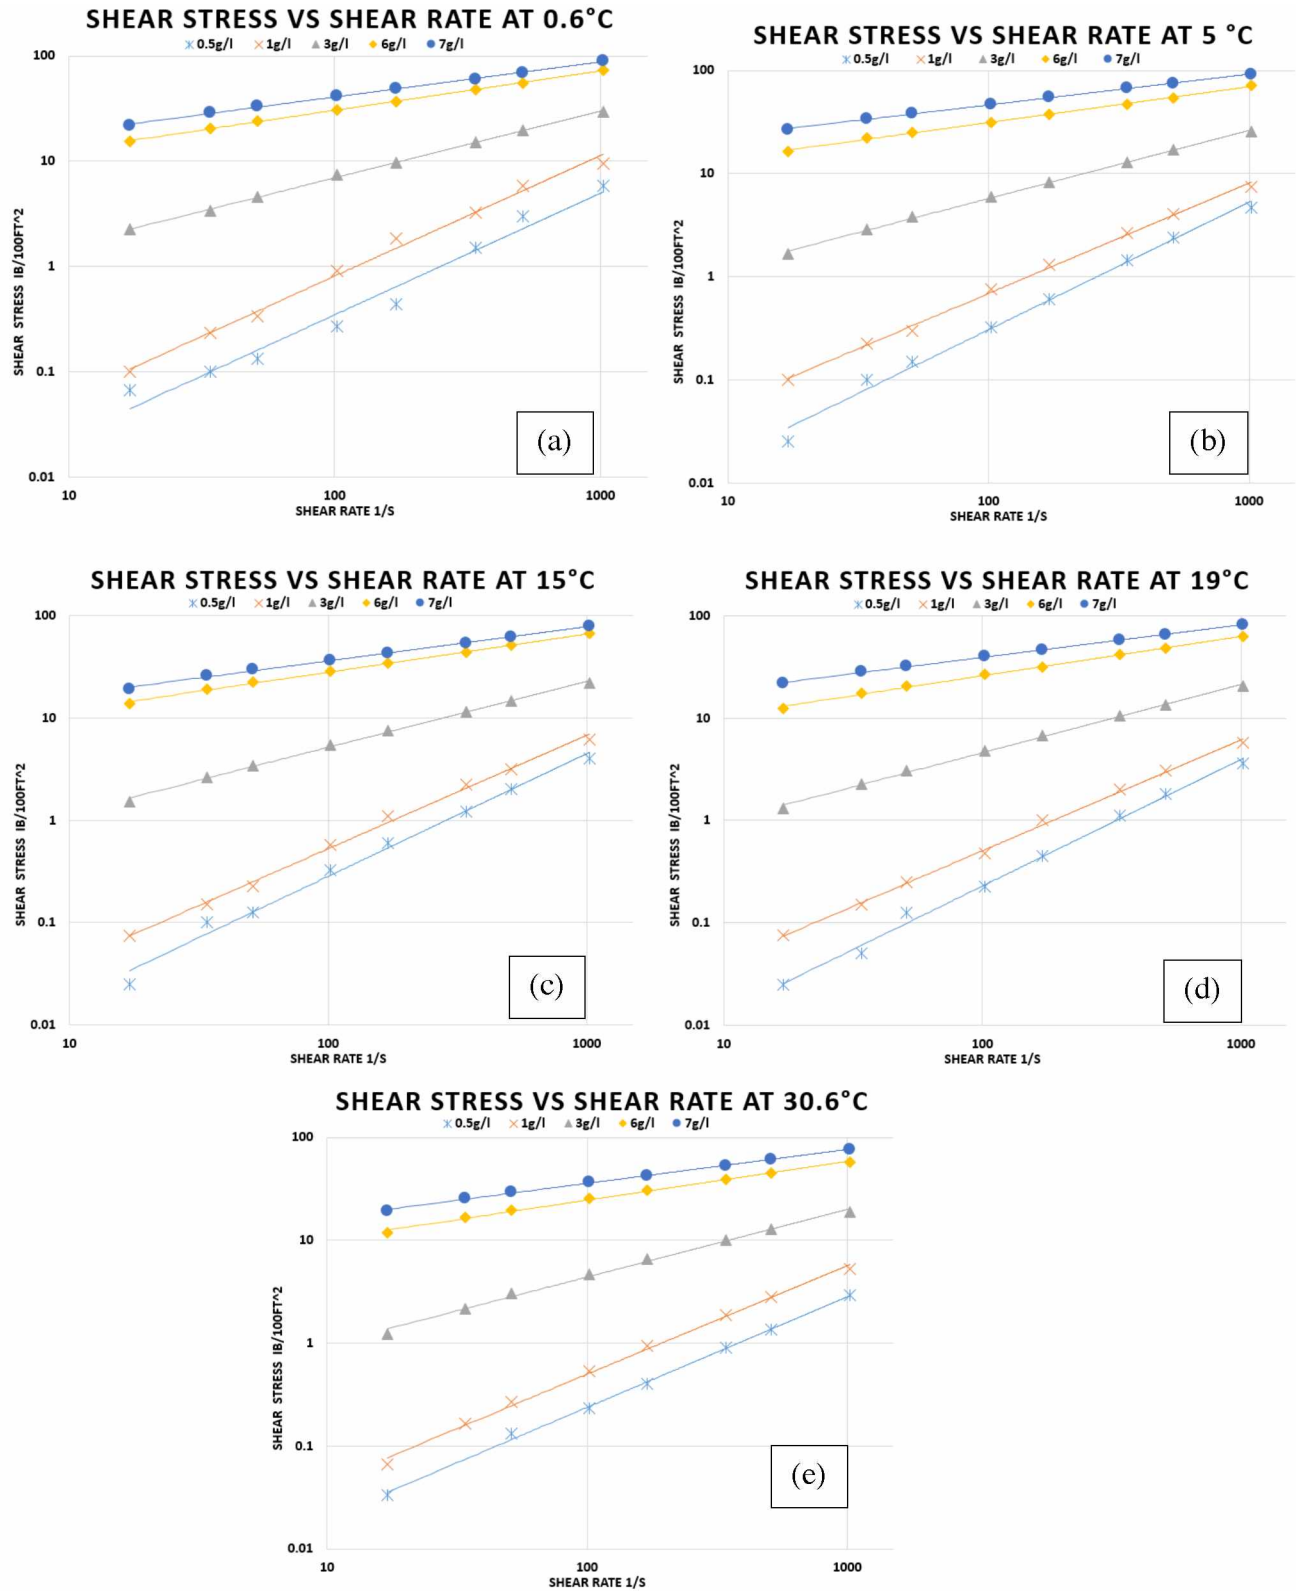 SHEAR STRESS VS SHEAR RATE AT 0.6°C
0.5g/l 1g/l 3g/l 6g/l 7g/l
100
10
1
0.1
0.01
SHEAR STRESS IB/100FT^2
(a)
10 100 1000
SHEAR RATE 1/S
SHEAR STRESS VS SHEAR RATE AT 5 °C
0.5g/l 1g/l 3g/l 6g/l 7g/l
100
10
1
0.1
0.01
SHEAR STRESS IB/100FT^2
(b)
10 100 1000
SHEAR RATE 1/S
SHEAR STRESS VS SHEAR RATE AT 15°C
0.5g/l 1g/l 3g/l 6g/l 7g/l
100
10
1
0.1
0.01
SHEAR STRESS IB/100FT^2
(c)
10 100 1000
SHEAR RATE 1/S
SHEAR STRESS VS SHEAR RATE AT 19°C
0.5g/l 1g/l 3g/l 6g/l 7g/l
100
10
1
0.1
0.01
SHEAR STRESS IB/100FT^2
(d)
10 100 1000
SHEAR RATE 1/S
SHEAR STRESS VS SHEAR RATE AT 30.6°C
0.5g/l 1g/l 3g/l 6g/l 7g/l
100
10
1
0.1
0.01
SHEAR STRESS IB/100FT^2
(e)
10 100 1000
SHEAR RATE 1/S